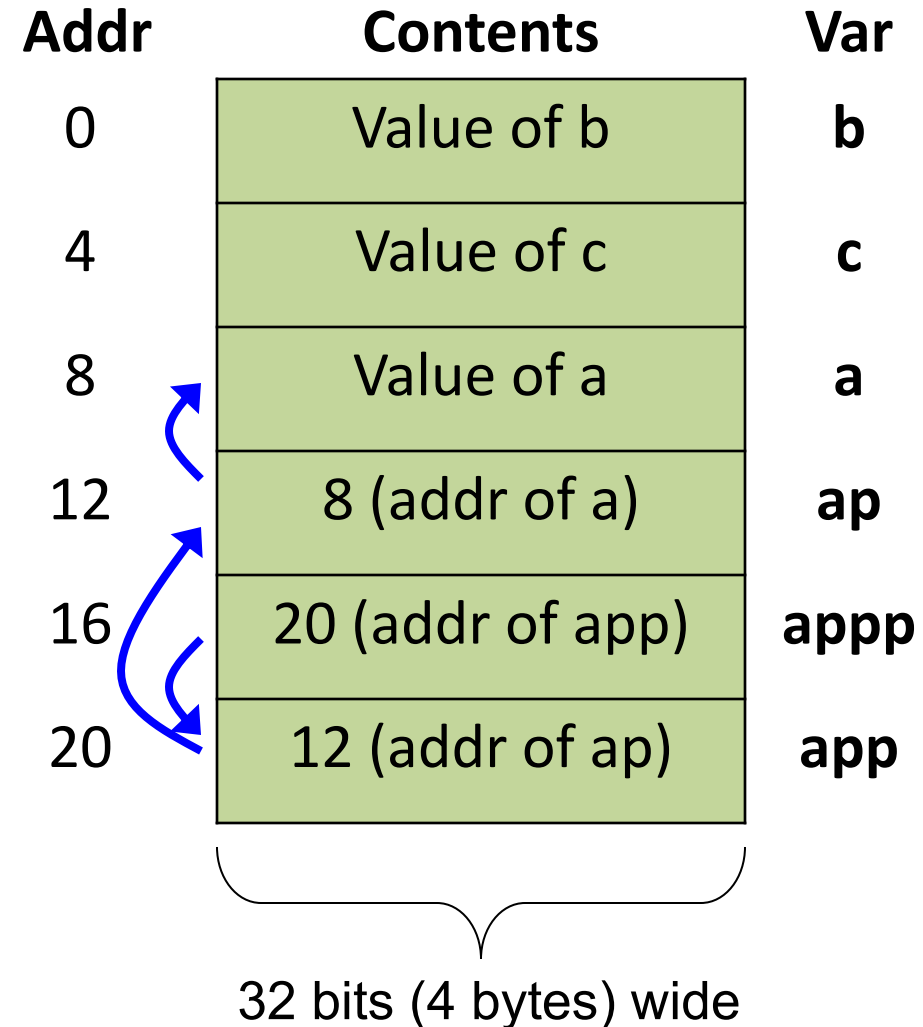 Addr Contents Var
0 Value of b b
4 Value of c c
8 Value of a a
12 8 (addr of a) ap
16 20 (addr of app) appp
20 12 (addr of ap) app
32 bits (4 bytes) wide